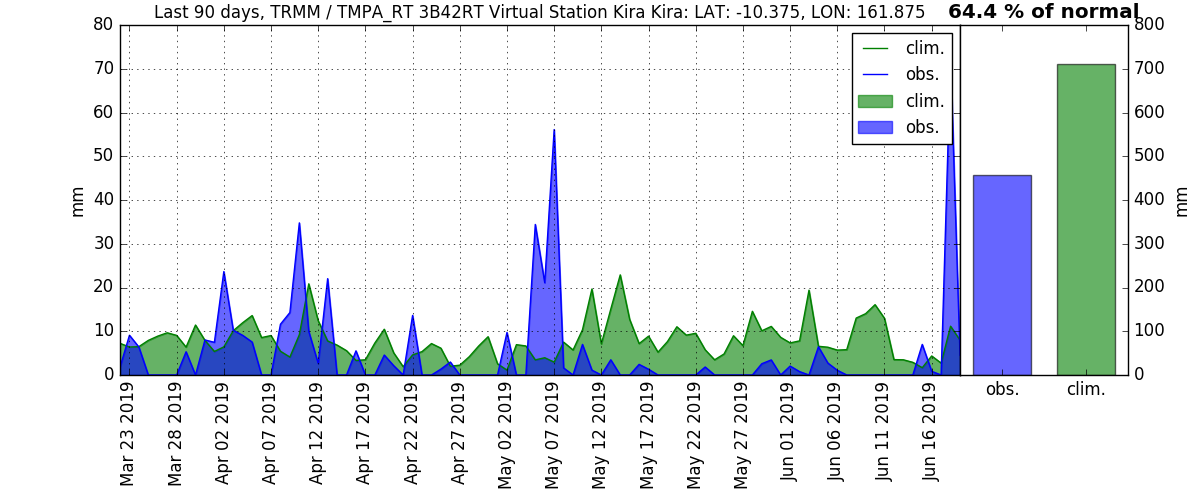 Last 90 days, TRMM / TMPA_RT 3B42RT Virtual Station Kira Kira: LAT: -10.375, LON: 161.875
64.4 % of normal
80
70
60
50
40
30
20
10
0
mm
clim.
obs.
clim.
obs.
Mar 23 2019
Mar 28 2019
Apr 02 2019
Apr 07 2019
Apr 12 2019
Apr 17 2019
Apr 22 2019
Apr 27 2019
May 02 2019
May 07 2019
May 12 2019
May 17 2019
May 22 2019
May 27 2019
Jun 01 2019
Jun 06 2019
Jun 11 2019
Jun 16 2019
800
700
600
500
400
300
200
100
0
mm
obs.
clim.